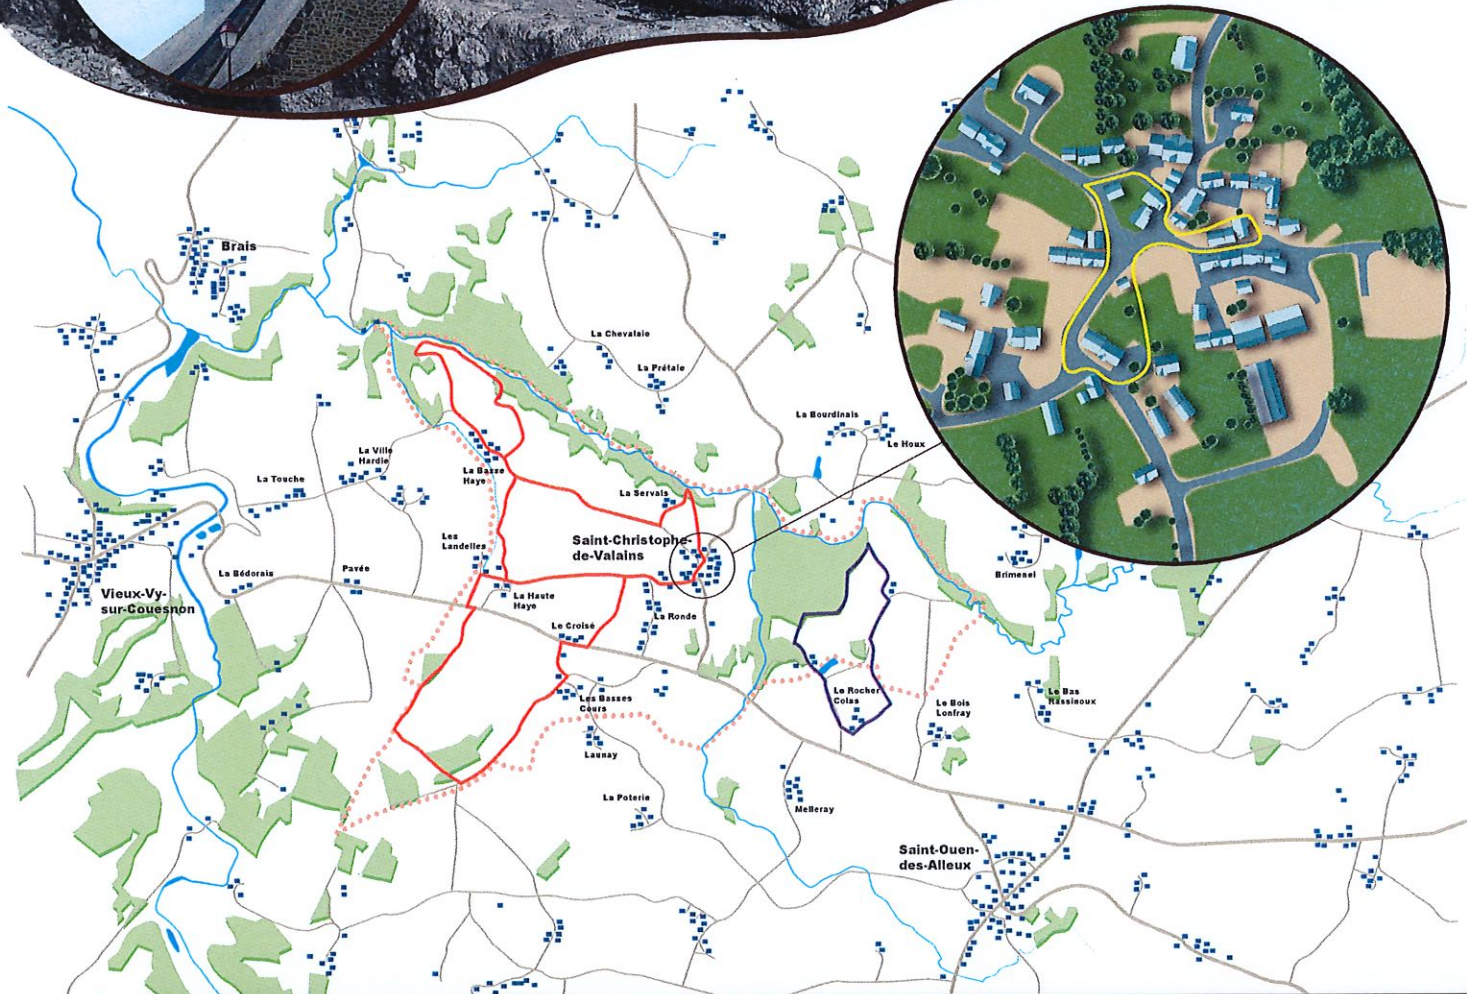 Brais
La Chevalaie
La Prétaie
La Bourdinais
Le Houx
La Ville
Hardie
La Touche
La Basse
Haye
La Servais
Les
Landelles
Saint-Christophe-
de-Valains
Brimenel
La Bédorais
Pavée
Vieux-Vy-
sur-Couesnon
La Haute
Haye
La Ronde
Le Croisé
Le Rocher
Colas
Les Basses
Cours
Le Bois
Lonfray
Le Bas
Rassinoux
Launay
La Poterie
Melleray
Saint-Ouen-
des-Alleux